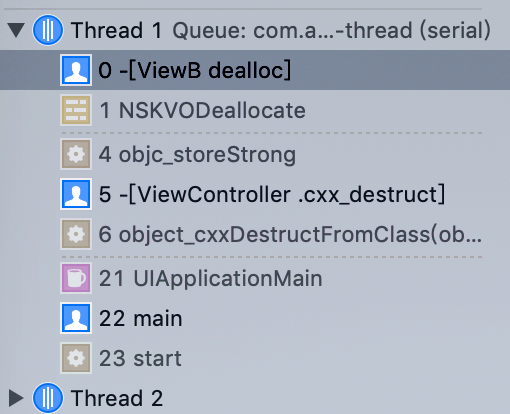 Thread 1 Queue: com.a...-thread (serial)
0 -[ViewB dealloc]
1 NSKVODeallocate
4 objc_storeStrong
5 -[ViewController .cxx_destruct]
6 object_cxxDestructFromClass(ob...
21 UIApplicationMain
22 main
23 start
Thread 2